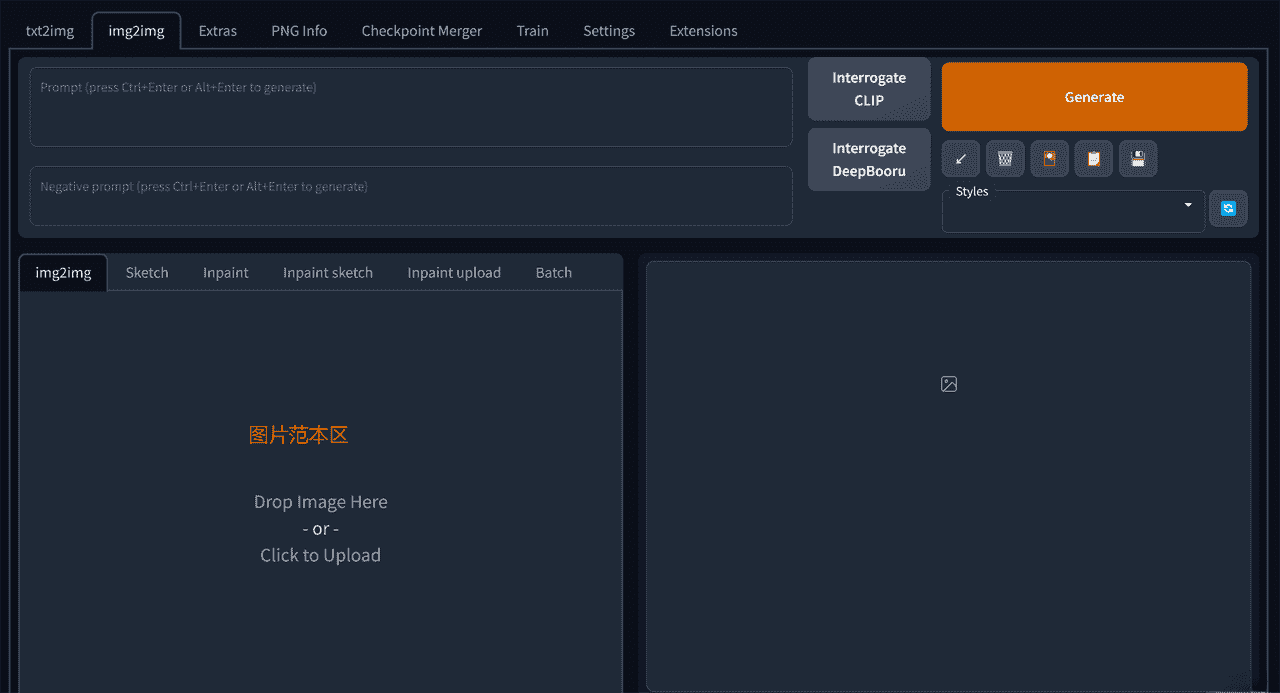 txt2img img2img Extras PNG Info Checkpoint Merger Train Settings Extensions
Prompt (press Ctrl+Enter or Alt+Enter to generate)
Negative prompt (press Ctrl+Enter or Alt+Enter to generate)
Interrogate
CLIP
Interrogate
DeepBooru
Generate
Styles
img2img Sketch Inpaint Inpaint sketch Inpaint upload Batch
图片范本区
Drop Image Here
- or -
Click to Upload